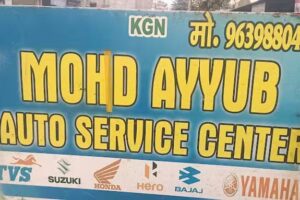 KGN
मो. 96398804
MOHD AYYUB
AUTO SERVICE CENTER
TVS SUZUKI HONDA Hero BAJAJ YAMAHA